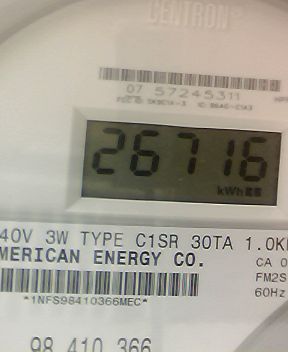 CENTRON®
07 57245311
26716
kWh
40V 3W TYPE C1SR 30TA 1.0K
MERICAN ENERGY CO.
CA 0
FM2S
60Hz
*1NFS98410366MEC*
98 410 366